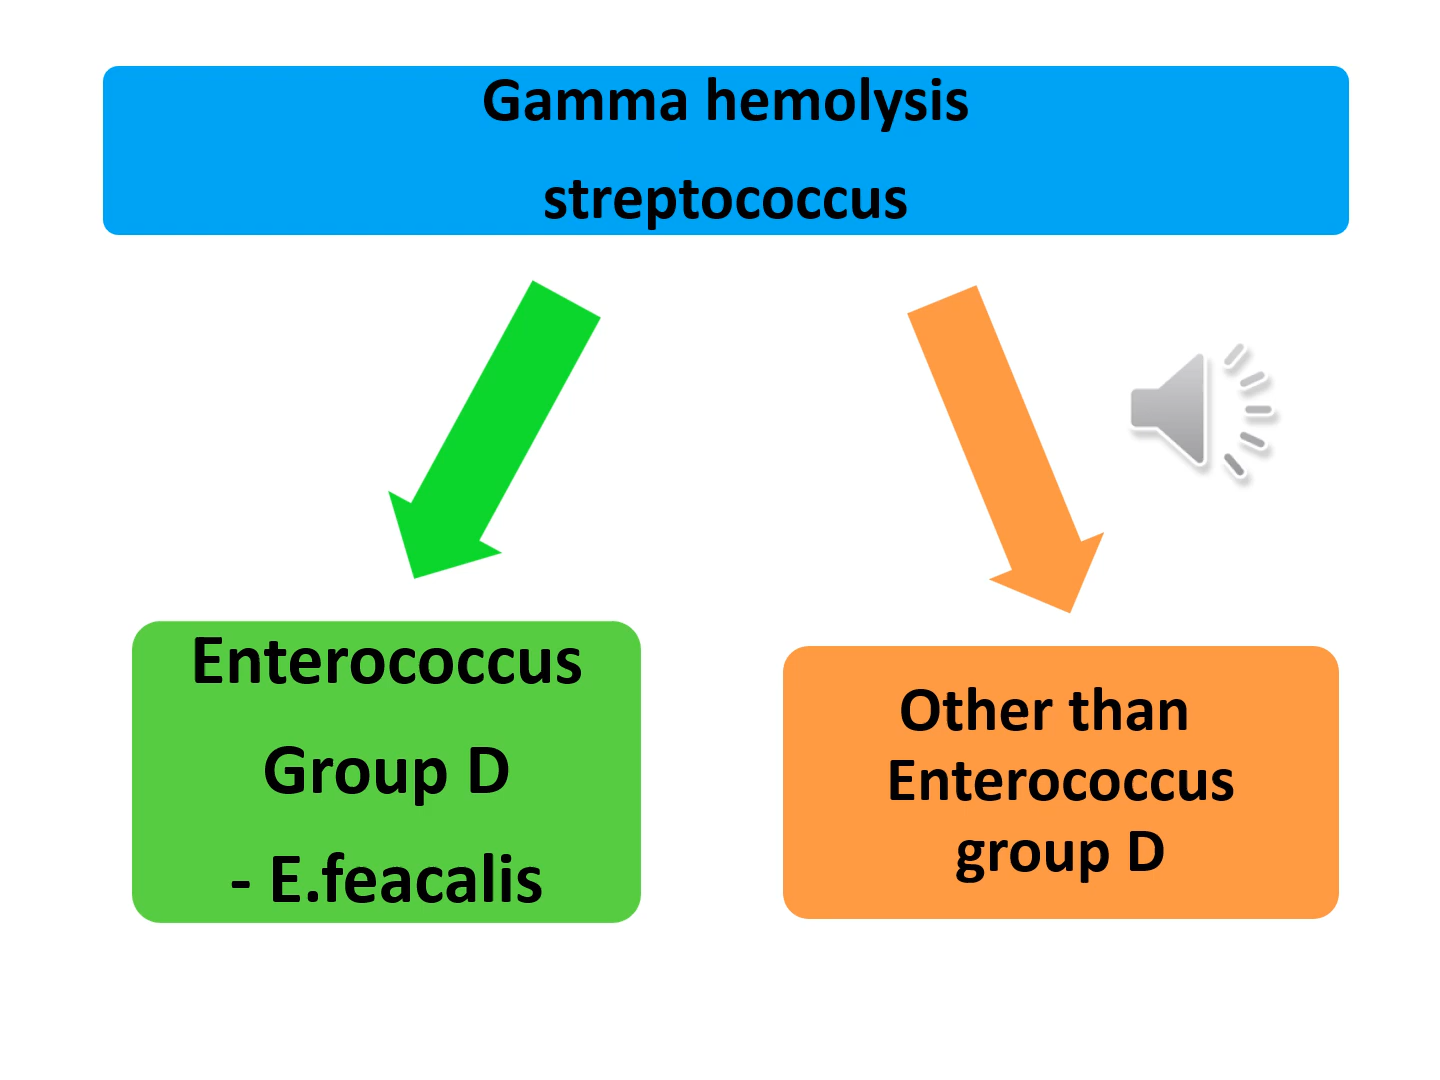 Gamma hemolysis
streptococcus
Enterococcus
Group D
- E.feacalis
Other than
Enterococcus
group D